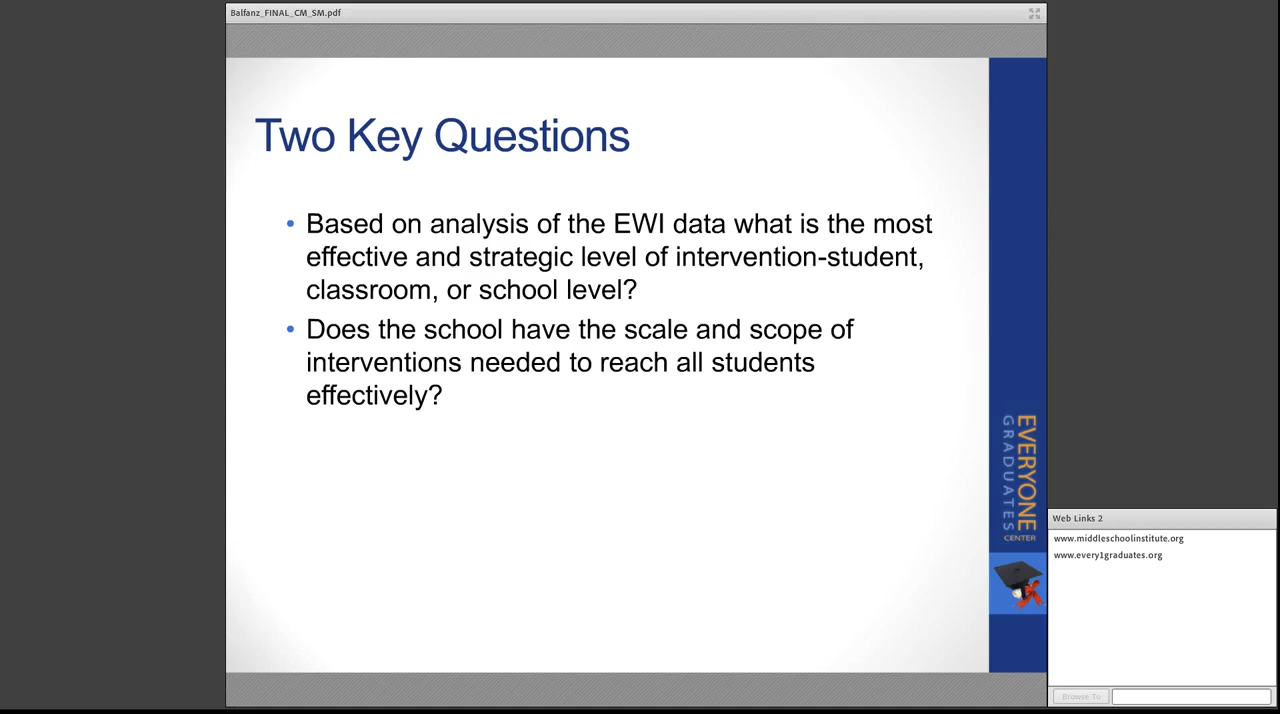 Balfanz_FINAL_CM_SM.pdf
Two Key Questions
• Based on analysis of the EWI data what is the most
effective and strategic level of intervention-student,
classroom, or school level?
• Does the school have the scale and scope of
interventions needed to reach all students
effectively?
EVERYONE
GRADUATES
CENTER
Web Links 2
www.middleschoolinstitute.org
www.every1graduates.org
Browse To